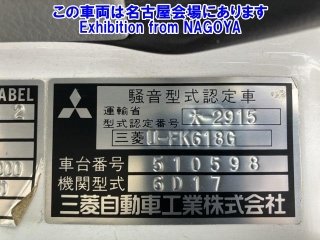 この車両は名古屋会場にあります
Exhibition from NAGOYA
ABEL
騒音型式認定車
運輸省
型式認定番号 ス-2915
三菱U-FK618G
車台番号 510598
機関型式 6D17
三菱自動車工業株式会社